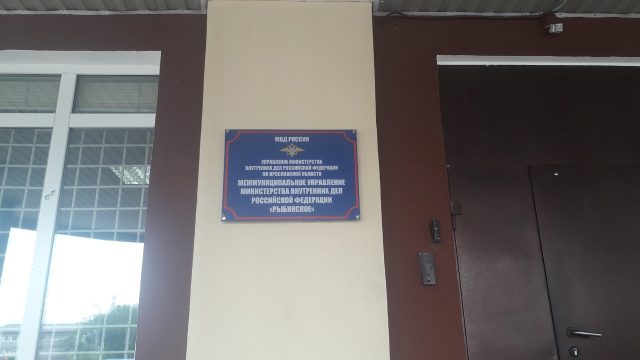 МВД РОССИИ
УПРАВЛЕНИЕ МИНИСТЕРСТВА
ВНУТРЕННИХ ДЕЛ РОССИЙСКОЙ ФЕДЕРАЦИИ
ПО ЯРОСЛАВСКОЙ ОБЛАСТИ
МЕЖМУНИЦИПАЛЬНОЕ УПРАВЛЕНИЕ
МИНИСТЕРСТВА ВНУТРЕННИХ ДЕЛ
РОССИЙСКОЙ ФЕДЕРАЦИИ
«РЫБИНСКОЕ»